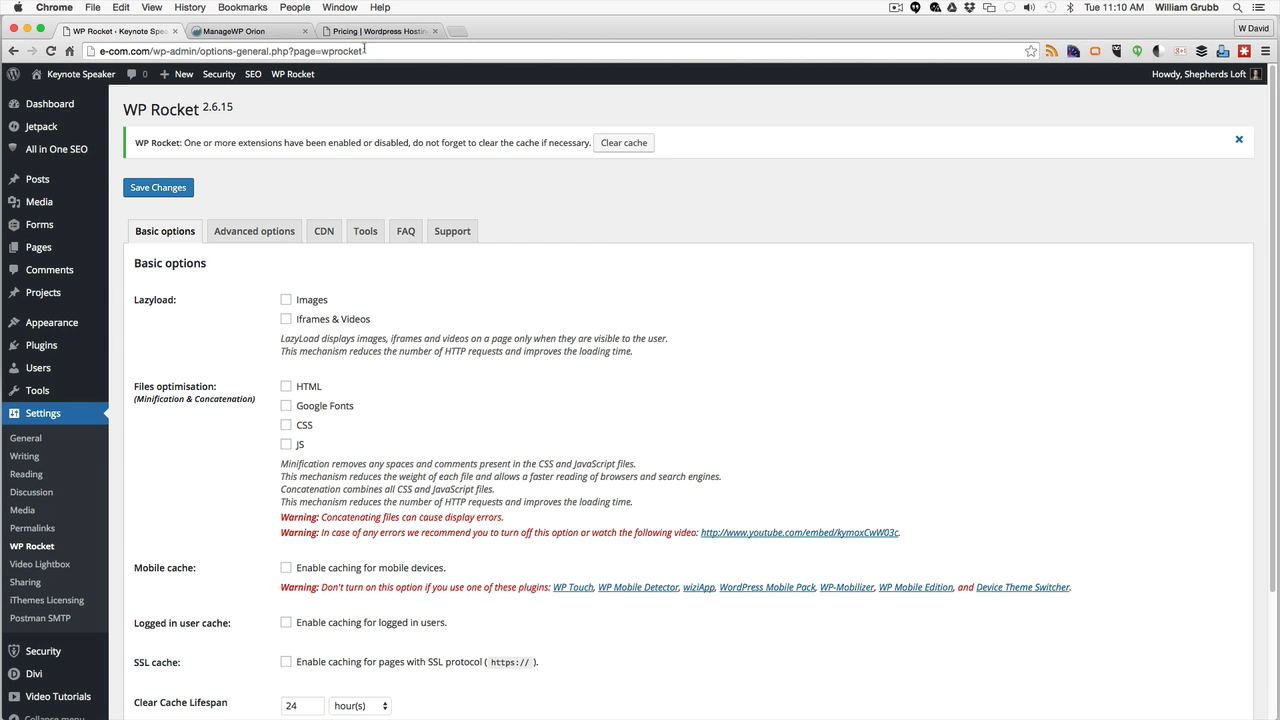 Chrome File Edit View History Bookmarks People Window Help Tue 11:10 AM William Grubb
WP Rocket ‹ Keynote Spea ManageWP Orion Pricing | Wordpress Hostin W David
e-com.com/wp-admin/options-general.php?page=wprocket
Keynote Speaker 0 New Security SEO WP Rocket Howdy, Shepherds Loft
Dashboard
Jetpack
All in One SEO
Posts
Media
Forms
Pages
Comments
Projects
Appearance
Plugins
Users
Tools
Settings
General
Writing
Reading
Discussion
Media
Permalinks
WP Rocket
Video Lightbox
Sharing
iThemes Licensing
Postman SMTP
Security
Divi
Video Tutorials
Collapse menu
WP Rocket 2.6.15
WP Rocket: One or more extensions have been enabled or disabled, do not forget to clear the cache if necessary. Clear cache
Save Changes
Basic options Advanced options CDN Tools FAQ Support
Basic options
Lazyload:
Images
Iframes & Videos
LazyLoad displays images, iframes and videos on a page only when they are visible to the user.
This mechanism reduces the number of HTTP requests and improves the loading time.
Files optimisation:
(Minification & Concatenation)
HTML
Google Fonts
CSS
JS
Minification removes any spaces and comments present in the CSS and JavaScript files.
This mechanism reduces the weight of each file and allows a faster reading of browsers and search engines.
Concatenation combines all CSS and JavaScript files.
This mechanism reduces the number of HTTP requests and improves the loading time.
Warning: Concatenating files can cause display errors.
Warning: In case of any errors we recommend you to turn off this option or watch the following video: http://www.youtube.com/embed/kymoxCwW03c.
Mobile cache:
Enable caching for mobile devices.
Warning: Don't turn on this option if you use one of these plugins: WP Touch, WP Mobile Detector, wiziApp, WordPress Mobile Pack, WP-Mobilizer, WP Mobile Edition, and Device Theme Switcher.
Logged in user cache:
Enable caching for logged in users.
SSL cache:
Enable caching for pages with SSL protocol ( https:// ).
Clear Cache Lifespan
24 hour(s)